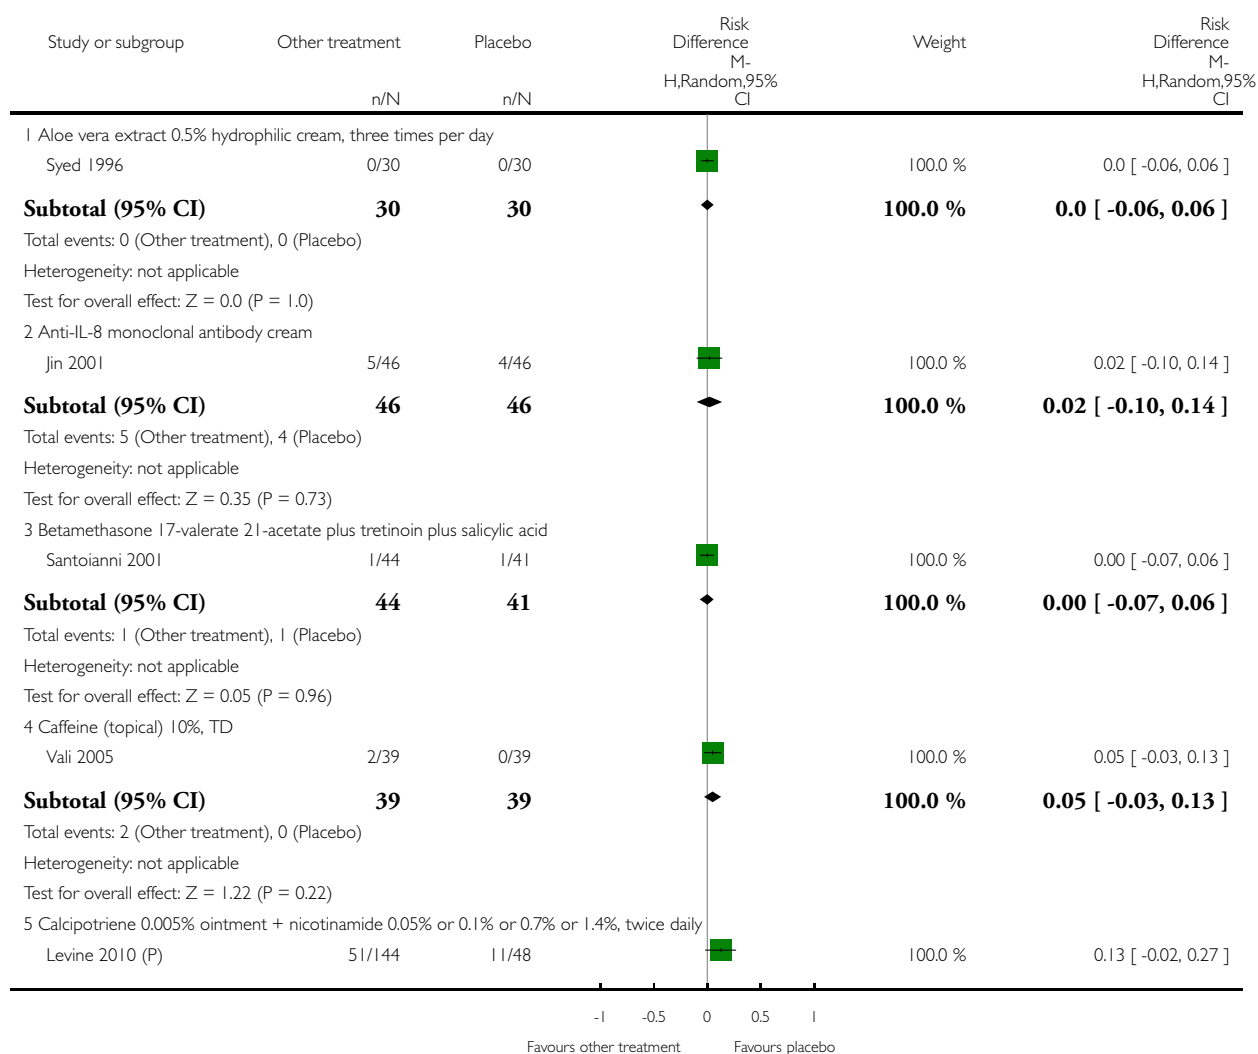 Study or subgroup Other treatment Placebo Risk Difference Weight Risk Difference
M-H,Random,95% CI M-H,Random,95% CI
n/N n/N
1 Aloe vera extract 0.5% hydrophilic cream, three times per day
Syed 1996 0/30 0/30 100.0 % 0.0 [ -0.06, 0.06 ]
Subtotal (95% CI) 30 30 100.0 % 0.0 [ -0.06, 0.06 ]
Total events: 0 (Other treatment), 0 (Placebo)
Heterogeneity: not applicable
Test for overall effect: Z = 0.0 (P = 1.0)
2 Anti-IL-8 monoclonal antibody cream
Jin 2001 5/46 4/46 100.0 % 0.02 [ -0.10, 0.14 ]
Subtotal (95% CI) 46 46 100.0 % 0.02 [ -0.10, 0.14 ]
Total events: 5 (Other treatment), 4 (Placebo)
Heterogeneity: not applicable
Test for overall effect: Z = 0.35 (P = 0.73)
3 Betamethasone 17-valerate 21-acetate plus tretinoin plus salicylic acid
Santoianni 2001 1/44 1/41 100.0 % 0.00 [ -0.07, 0.06 ]
Subtotal (95% CI) 44 41 100.0 % 0.00 [ -0.07, 0.06 ]
Total events: 1 (Other treatment), 1 (Placebo)
Heterogeneity: not applicable
Test for overall effect: Z = 0.05 (P = 0.96)
4 Caffeine (topical) 10%, TD
Vali 2005 2/39 0/39 100.0 % 0.05 [ -0.03, 0.13 ]
Subtotal (95% CI) 39 39 100.0 % 0.05 [ -0.03, 0.13 ]
Total events: 2 (Other treatment), 0 (Placebo)
Heterogeneity: not applicable
Test for overall effect: Z = 1.22 (P = 0.22)
5 Calcipotriene 0.005% ointment + nicotinamide 0.05% or 0.1% or 0.7% or 1.4%, twice daily
Levine 2010 (P) 51/144 11/48 100.0 % 0.13 [ -0.02, 0.27 ]
-1 -0.5 0 0.5 1
Favours other treatment Favours placebo